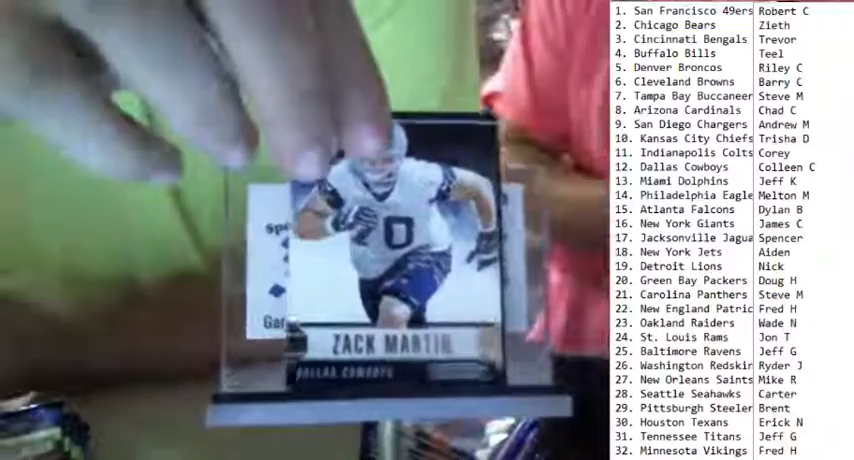 70
ZACK MARTIN
DALLAS COWBOYS
1. San Francisco 49ers Robert C
2. Chicago Bears Zieth
3. Cincinnati Bengals Trevor
4. Buffalo Bills Teel
5. Denver Broncos Riley C
6. Cleveland Browns Barry C
7. Tampa Bay Buccaneer Steve M
8. Arizona Cardinals Chad C
9. San Diego Chargers Andrew M
10. Kansas City Chiefs Trisha D
11. Indianapolis Colts Corey
12. Dallas Cowboys Colleen C
13. Miami Dolphins Jeff K
14. Philadelphia Eagle Melton M
15. Atlanta Falcons Dylan B
16. New York Giants James C
17. Jacksonville Jagua Spencer
18. New York Jets Aiden
19. Detroit Lions Nick
20. Green Bay Packers Doug H
21. Carolina Panthers Steve M
22. New England Patric Fred H
23. Oakland Raiders Wade N
24. St. Louis Rams Jon T
25. Baltimore Ravens Jeff G
26. Washington Redskin Ryder J
27. New Orleans Saints Mike R
28. Seattle Seahawks Carter
29. Pittsburgh Steeler Brent
30. Houston Texans Erick N
31. Tennessee Titans Jeff G
32. Minnesota Vikings Fred H